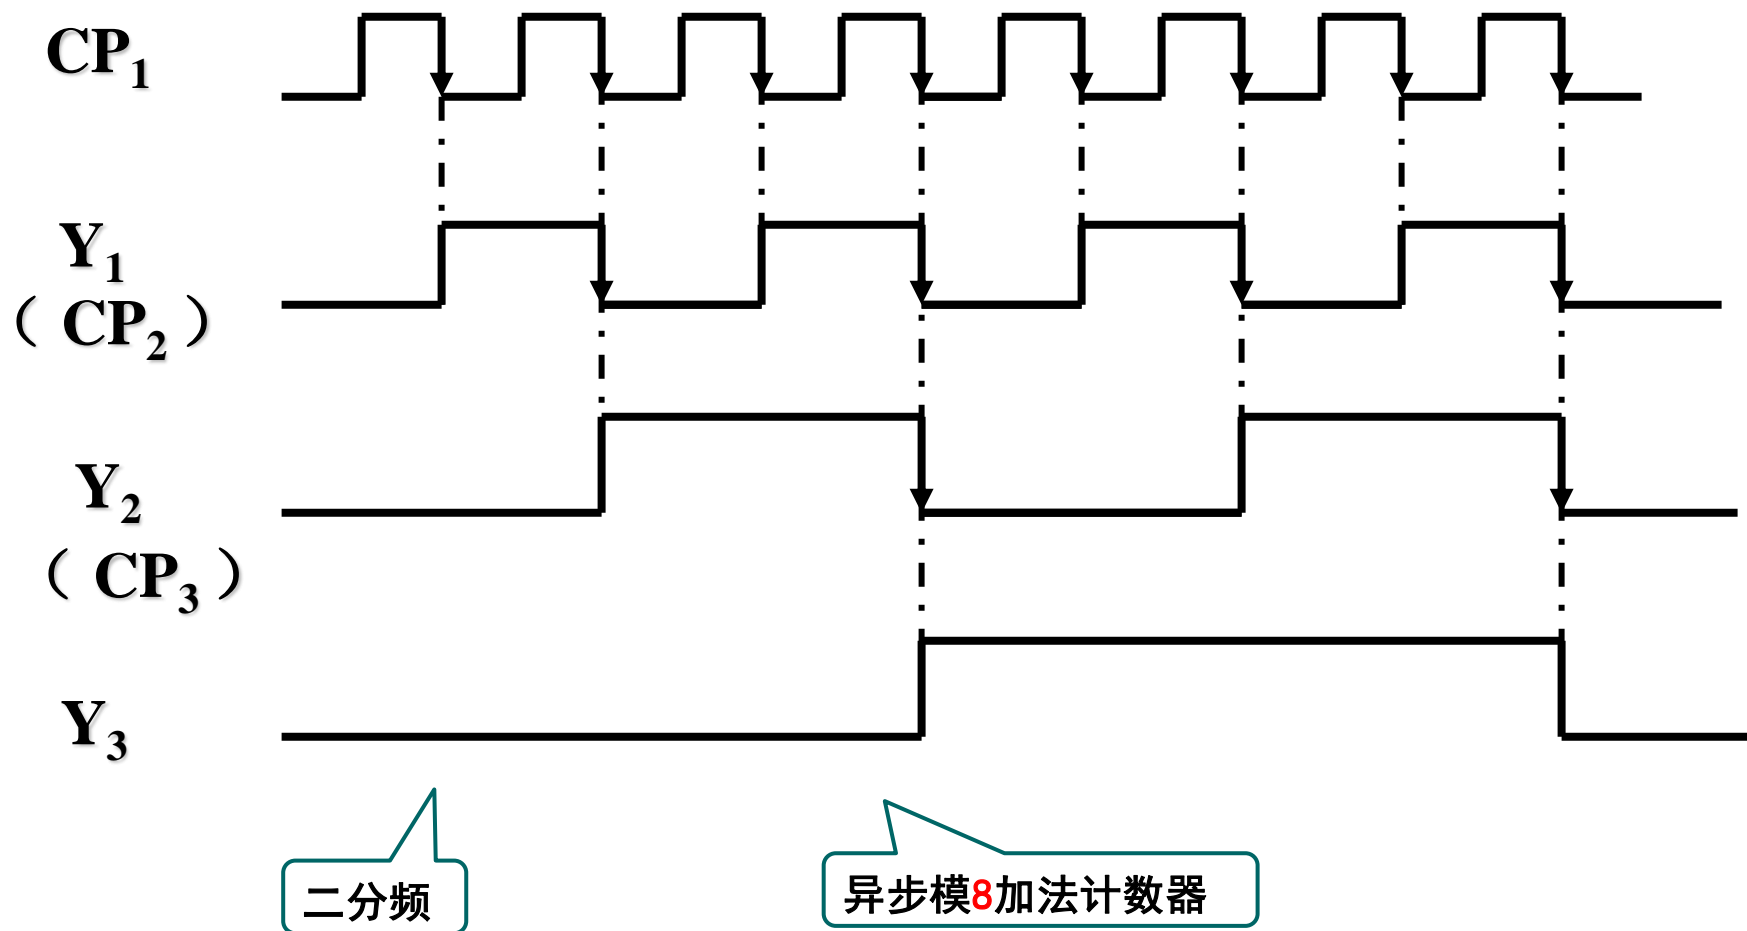 CP1
Y1
（CP2）
Y2
（CP3）
Y3
二分频
异步模8加法计数器